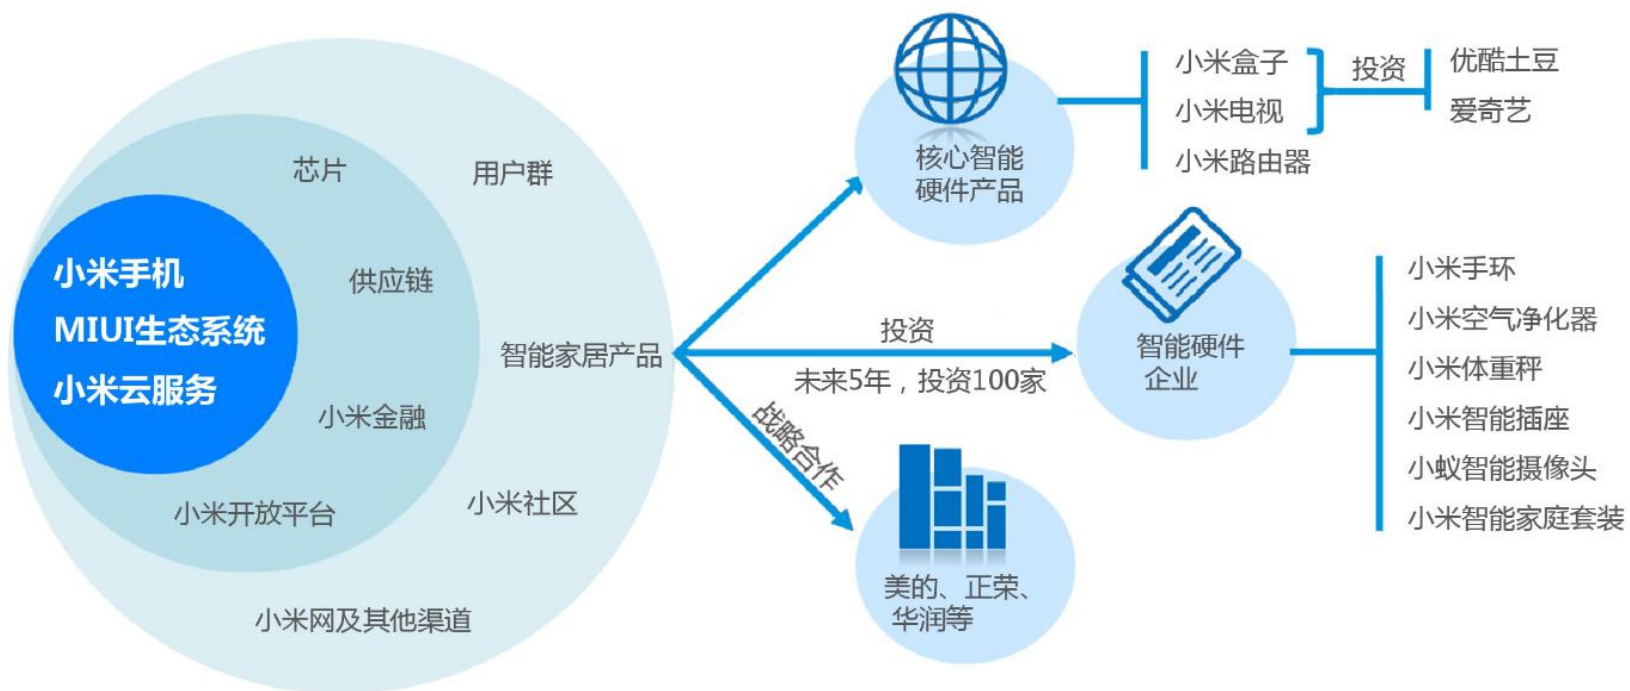 小米手机
MIUI生态系统
小米云服务
芯片
供应链
小米金融
小米开放平台
用户群
智能家居产品
小米社区
小米网及其他渠道
核心智能
硬件产品
小米盒子
小米电视
小米路由器
投资
优酷土豆
爱奇艺
投资
未来5年，投资100家
智能硬件
企业
小米手环
小米空气净化器
小米体重秤
小米智能插座
小蚁智能摄像头
小米智能家庭套装
战略合作
美的、正荣、
华润等